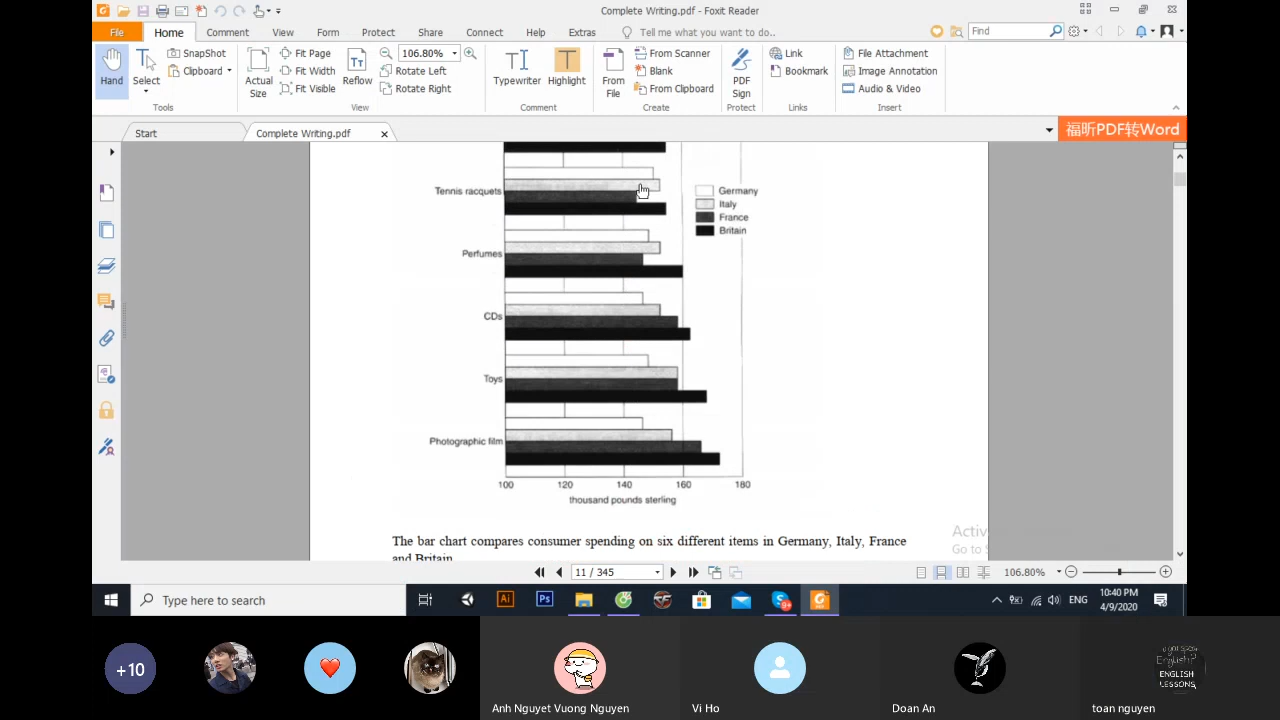 Complete Writing.pdf - Foxit Reader
File Home Comment View Form Protect Share Connect Help Extras Tell me what you want to do.. Find
Hand Select SnapShot Clipboard Actual Size Fit Page Fit Width Fit Visible Reflow 106.80% Rotate Left Rotate Right Typewriter Highlight From File From Scanner Blank From Clipboard PDF Sign Link Bookmark File Attachment Image Annotation Audio & Video
Tools View Comment Create Protect Links Insert
Start Complete Writing.pdf 福昕PDF转Word
Tennis racquets
Germany
Italy
France
Britain
Perfumes
CDs
Toys
Photographic film
100 120 140 160 180
thousand pounds sterling
The bar chart compares consumer spending on six different items in Germany, Italy, France
and Britain
Activ
Go to S
11 / 345 106.80%
Type here to search Ai Ps ENG 10:40 PM
4/9/2020
+10
ENGLISH
LESSONS
Anh Nguyet Vuong Nguyen Vi Ho Doan An toan nguyen